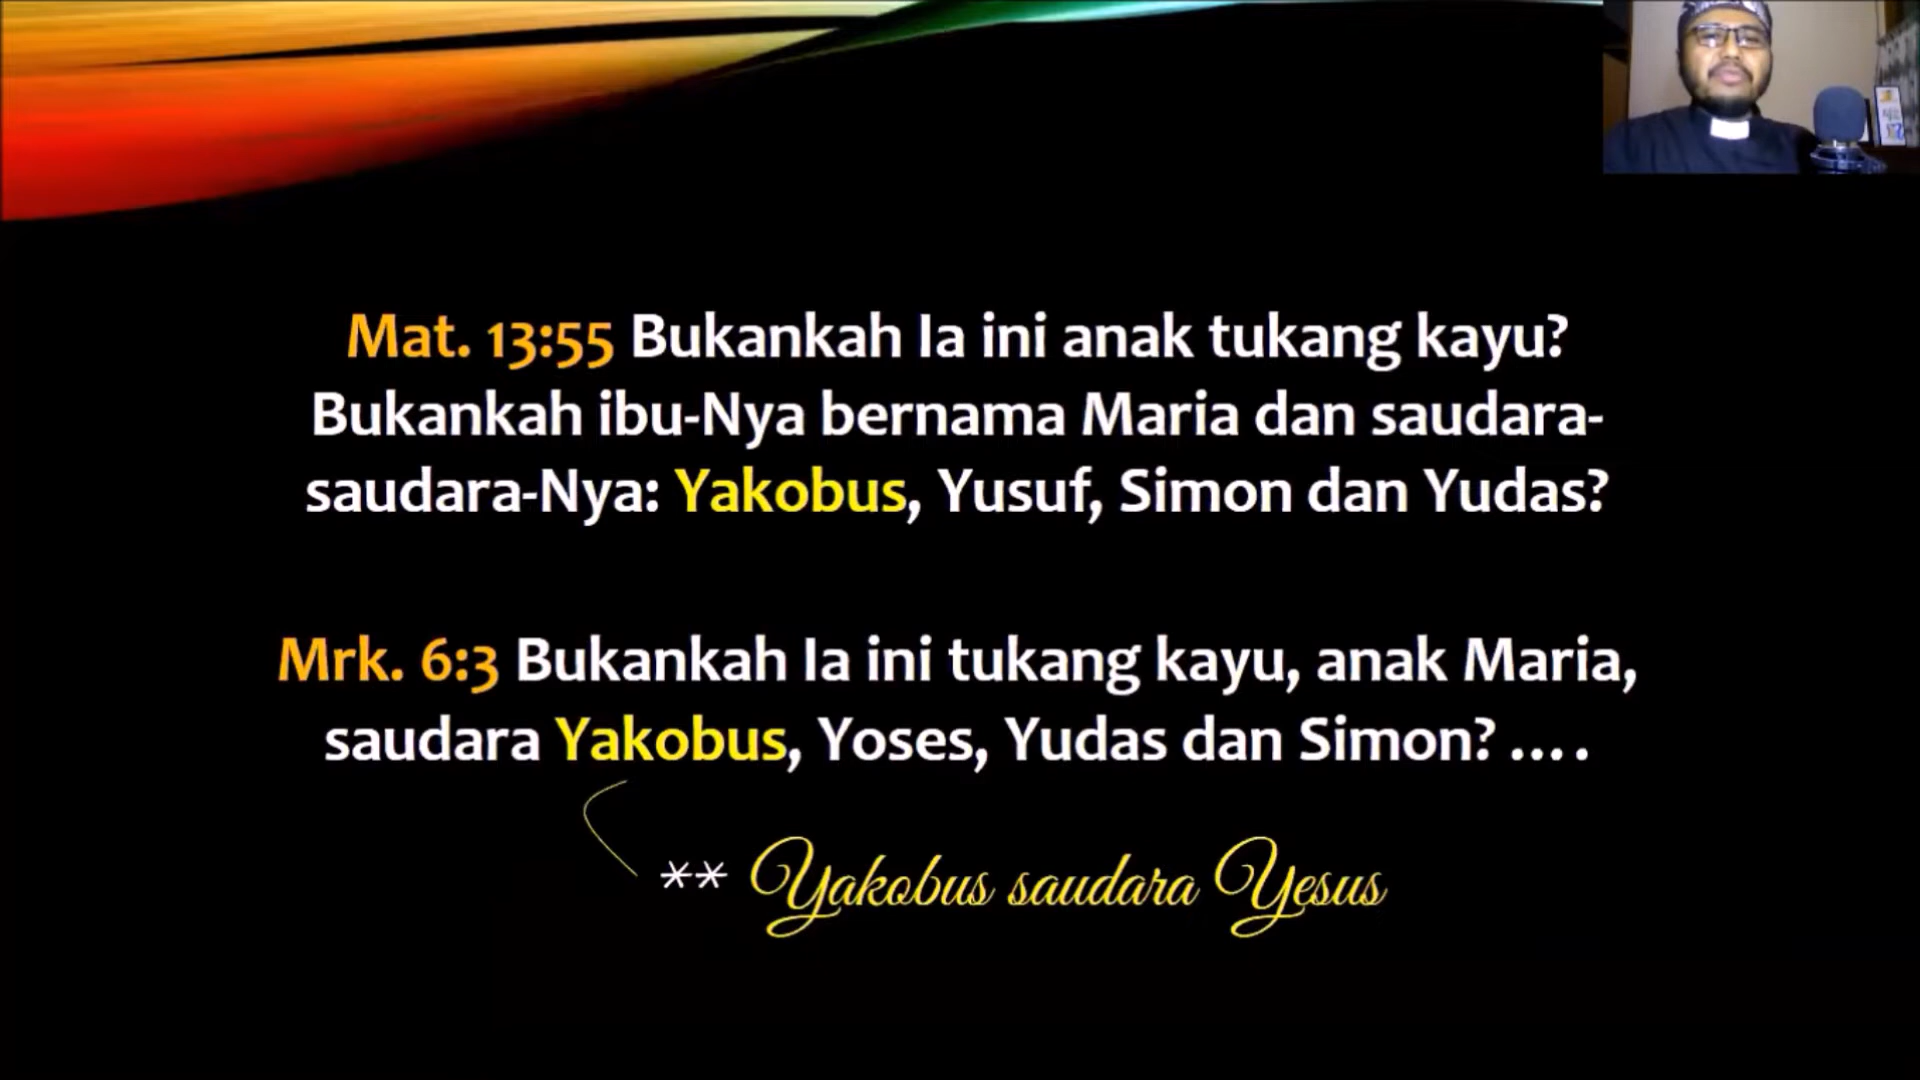 Mat. 13:55 Bukankah Ia ini anak tukang kayu?
Bukankah ibu-Nya bernama Maria dan saudara-
saudara-Nya: Yakobus, Yusuf, Simon dan Yudas?
Mrk. 6:3 Bukankah Ia ini tukang kayu, anak Maria,
saudara Yakobus, Yoses, Yudas dan Simon? ….
** Yakobus saudara Yesus